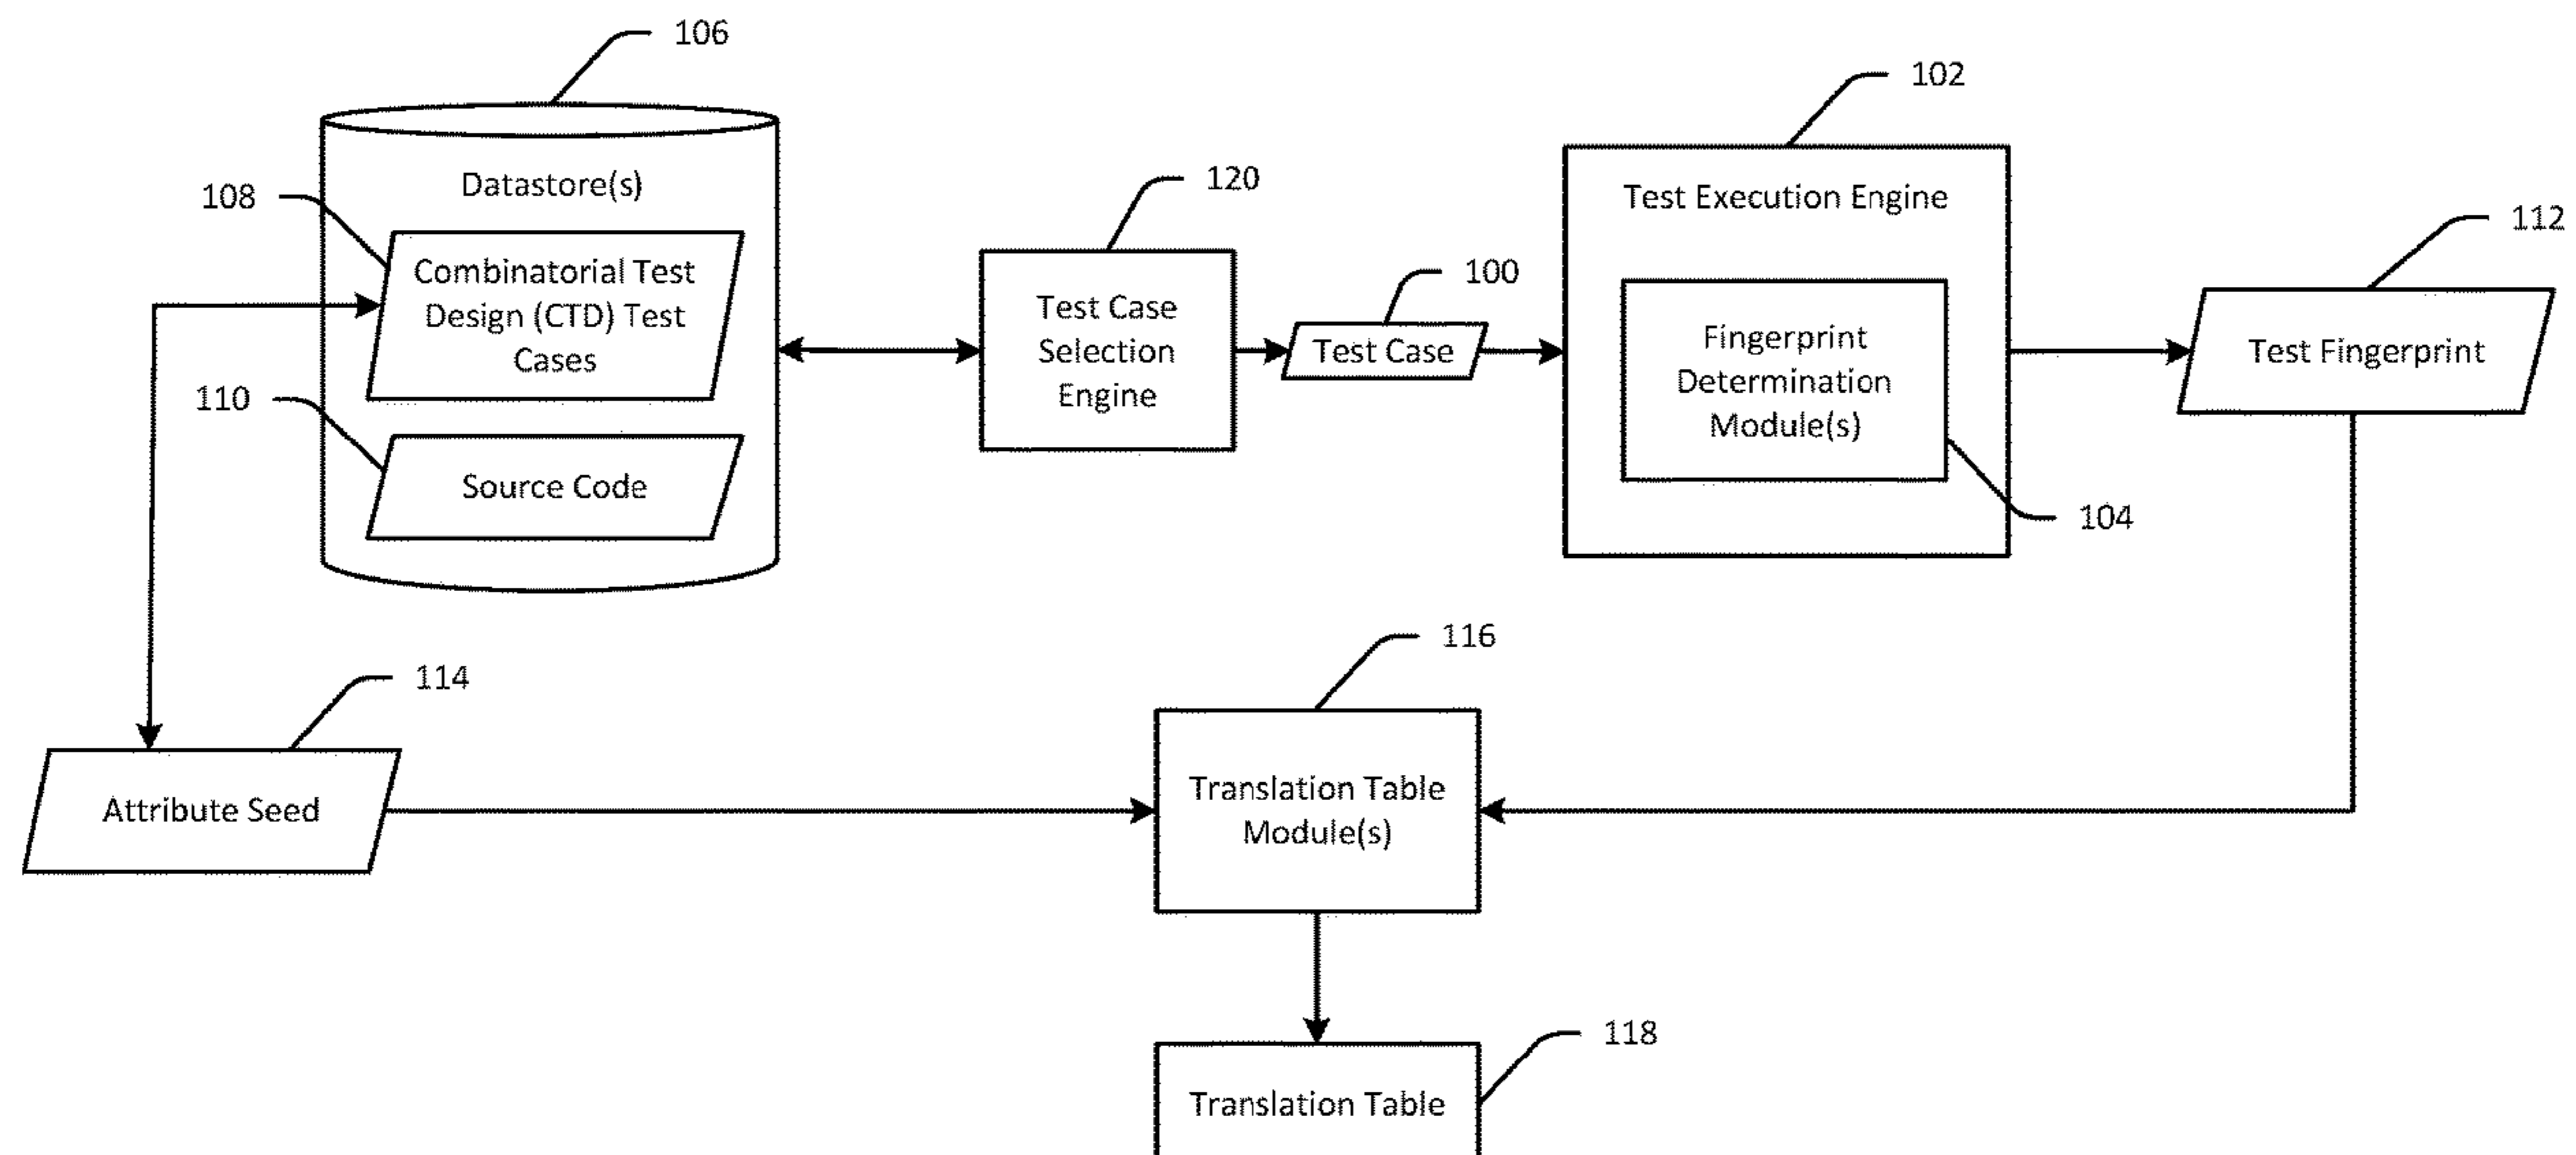 106
102
Datastore(s)
108
120
Test Execution Engine
112
Combinatorial Test
Design (CTD) Test
Cases
Test Case
Selection
Engine
100
Test Case
Fingerprint
Determination
Module(s)
Test Fingerprint
110
Source Code
104
116
114
Attribute Seed
Translation Table
Module(s)
118
Translation Table